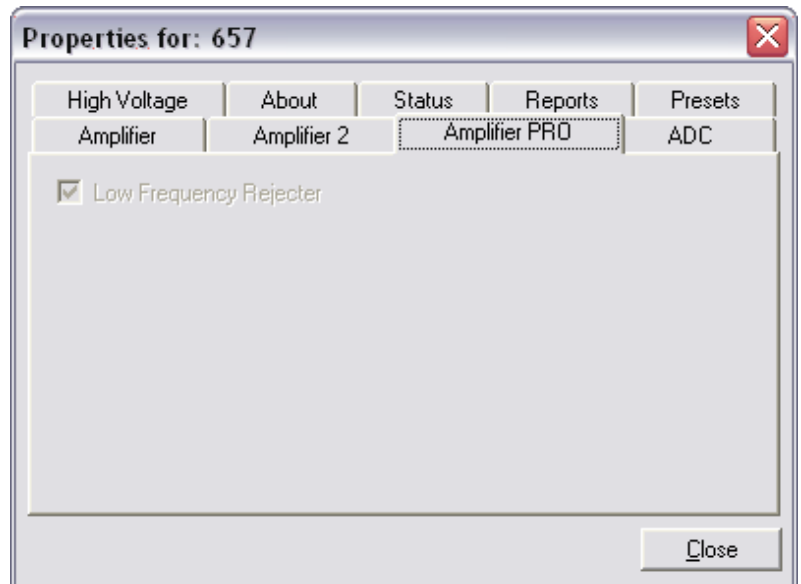 Properties for: 657
High Voltage About Status Reports Presets
Amplifier Amplifier 2 Amplifier PRO ADC
Low Frequency Rejecter
Close